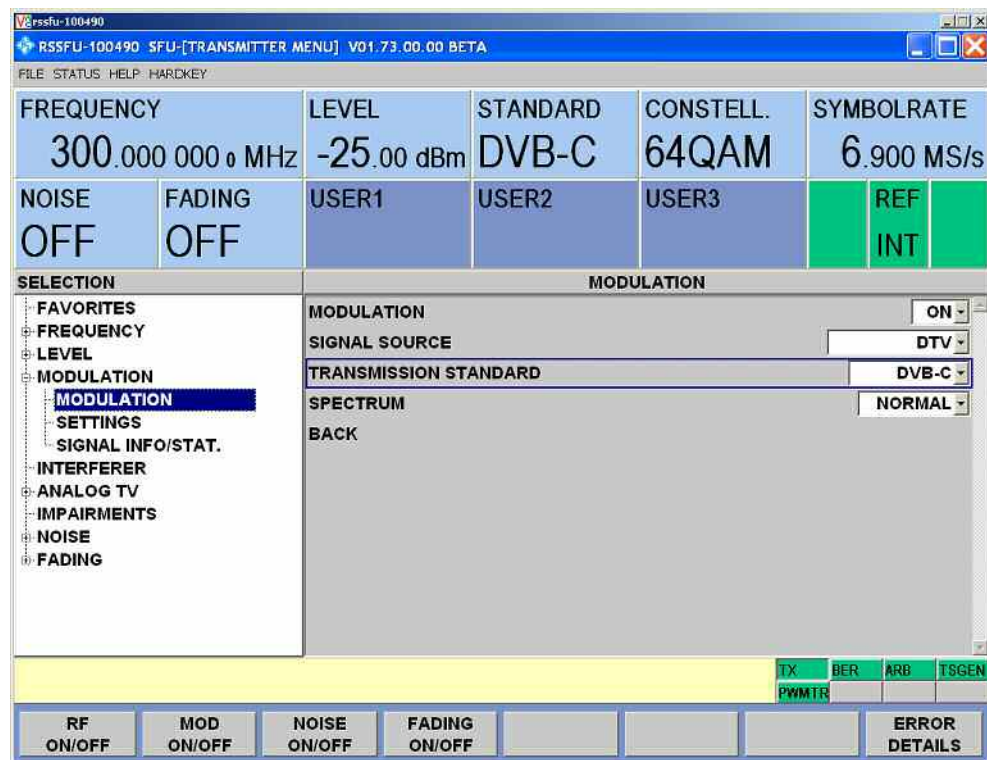 rssfu-100490
RSSFU-100490 SFU-[TRANSMITTER MENU] V01.73.00.00 BETA
FILE STATUS HELP HARDKEY
FREQUENCY LEVEL STANDARD CONSTELL. SYMBOLRATE
300.000 000 0 MHz -25.00 dBm DVB-C 64QAM 6.900 MS/s
NOISE FADING USER1 USER2 USER3 REF
OFF OFF INT
SELECTION
FAVORITES
FREQUENCY
LEVEL
MODULATION
MODULATION
SETTINGS
SIGNAL INFO/STAT.
INTERFERER
ANALOG TV
IMPAIRMENTS
NOISE
FADING
MODULATION
MODULATION ON
SIGNAL SOURCE DTV
TRANSMISSION STANDARD DVB-C
SPECTRUM NORMAL
BACK
TX BER ARB TSGEN
PWMTR
RF MOD NOISE FADING ERROR
ON/OFF ON/OFF ON/OFF ON/OFF DETAILS